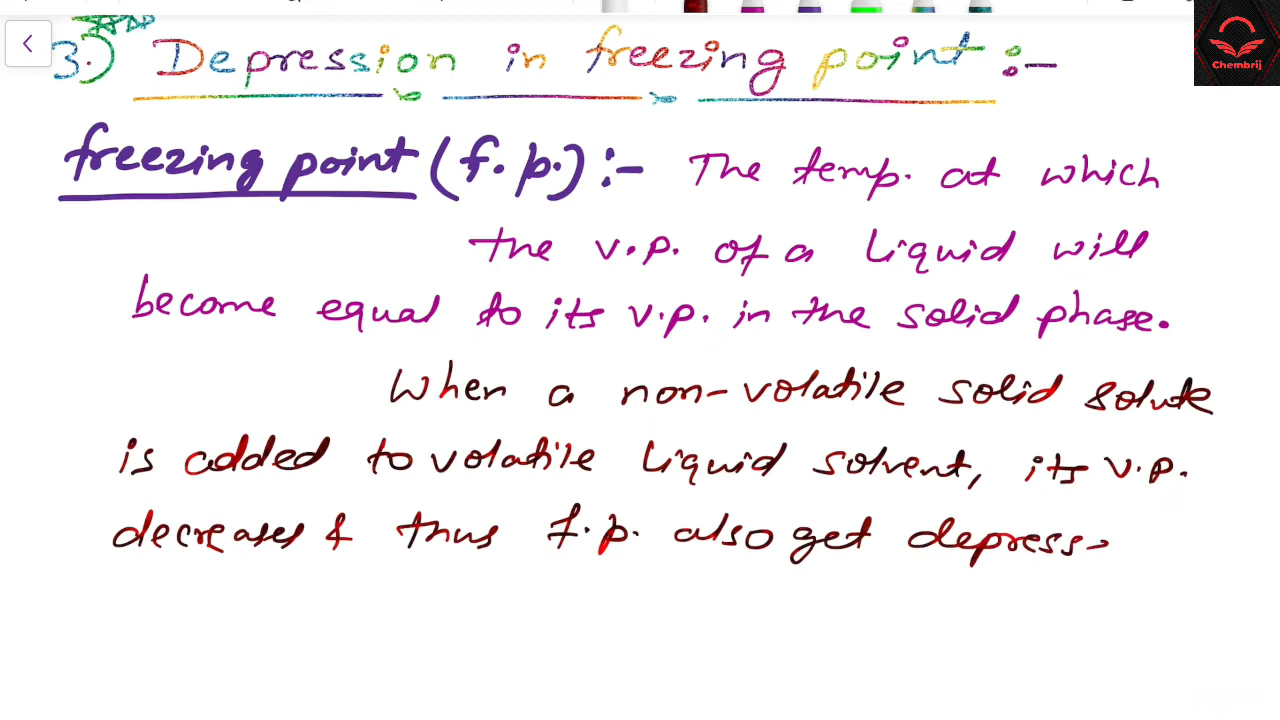 Chembrij
3.) Depression in freezing point :-
freezing point (f.p.) :- The temp. at which
the v.p. of a liquid will
become equal to its v.p. in the solid phase.
When a non-volatile solid solute
is added to volatile liquid solvent, its v.p.
decreases & thus f.p. also get depress